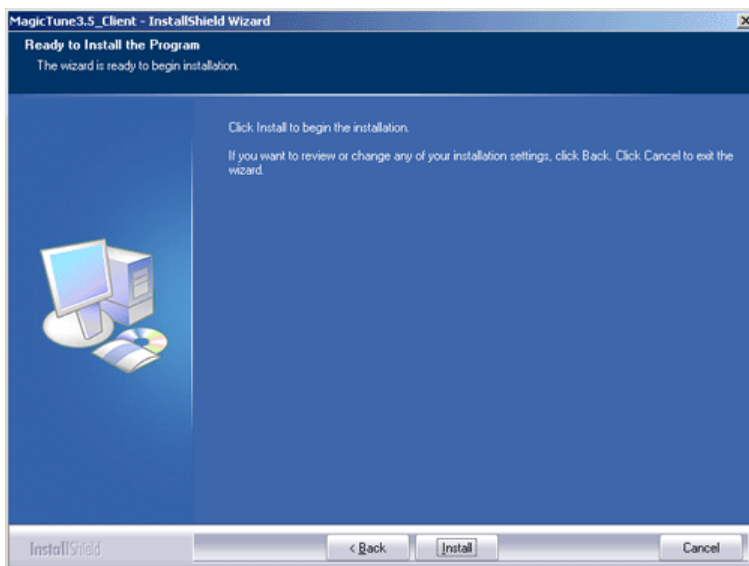 MagicTune3.5_Client - InstallShield Wizard
Ready to Install the Program
The wizard is ready to begin installation.
Click Install to begin the installation.
If you want to review or change any of your installation settings, click Back. Click Cancel to exit the
wizard.
InstallShield
< Back
Install
Cancel